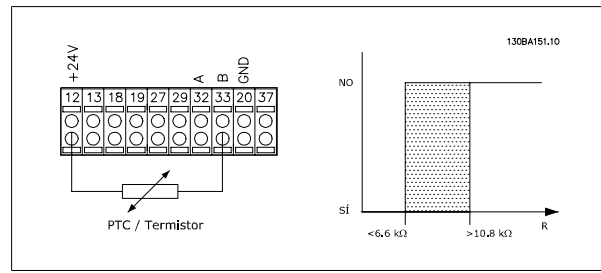 130BA151.10
+24V
A
B
GND
12 13 18 19 27 29 32 33 20 37
PTC / Termistor
NO
SÍ
<6.6 kΩ
>10.8 kΩ
R